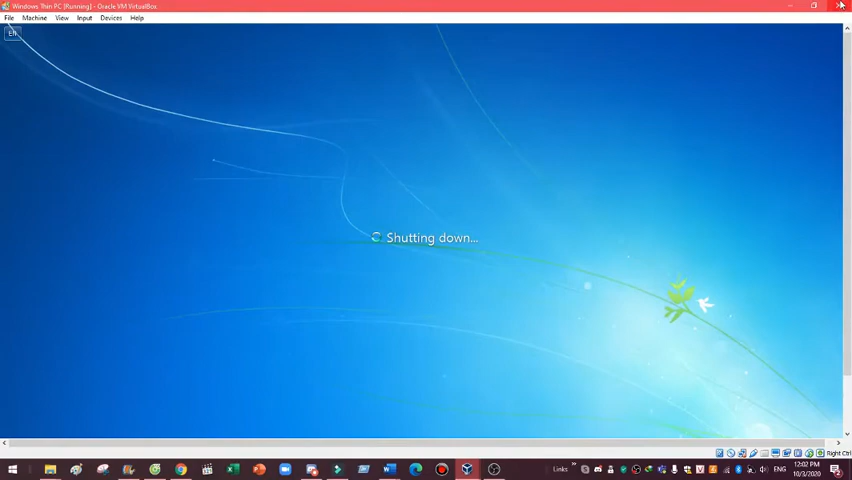 Windows Thin PC [Running] - Oracle VM VirtualBox
File Machine View Input Devices Help
EN
Shutting down...
Right Ctrl
Links
12:02 PM
10/3/2020